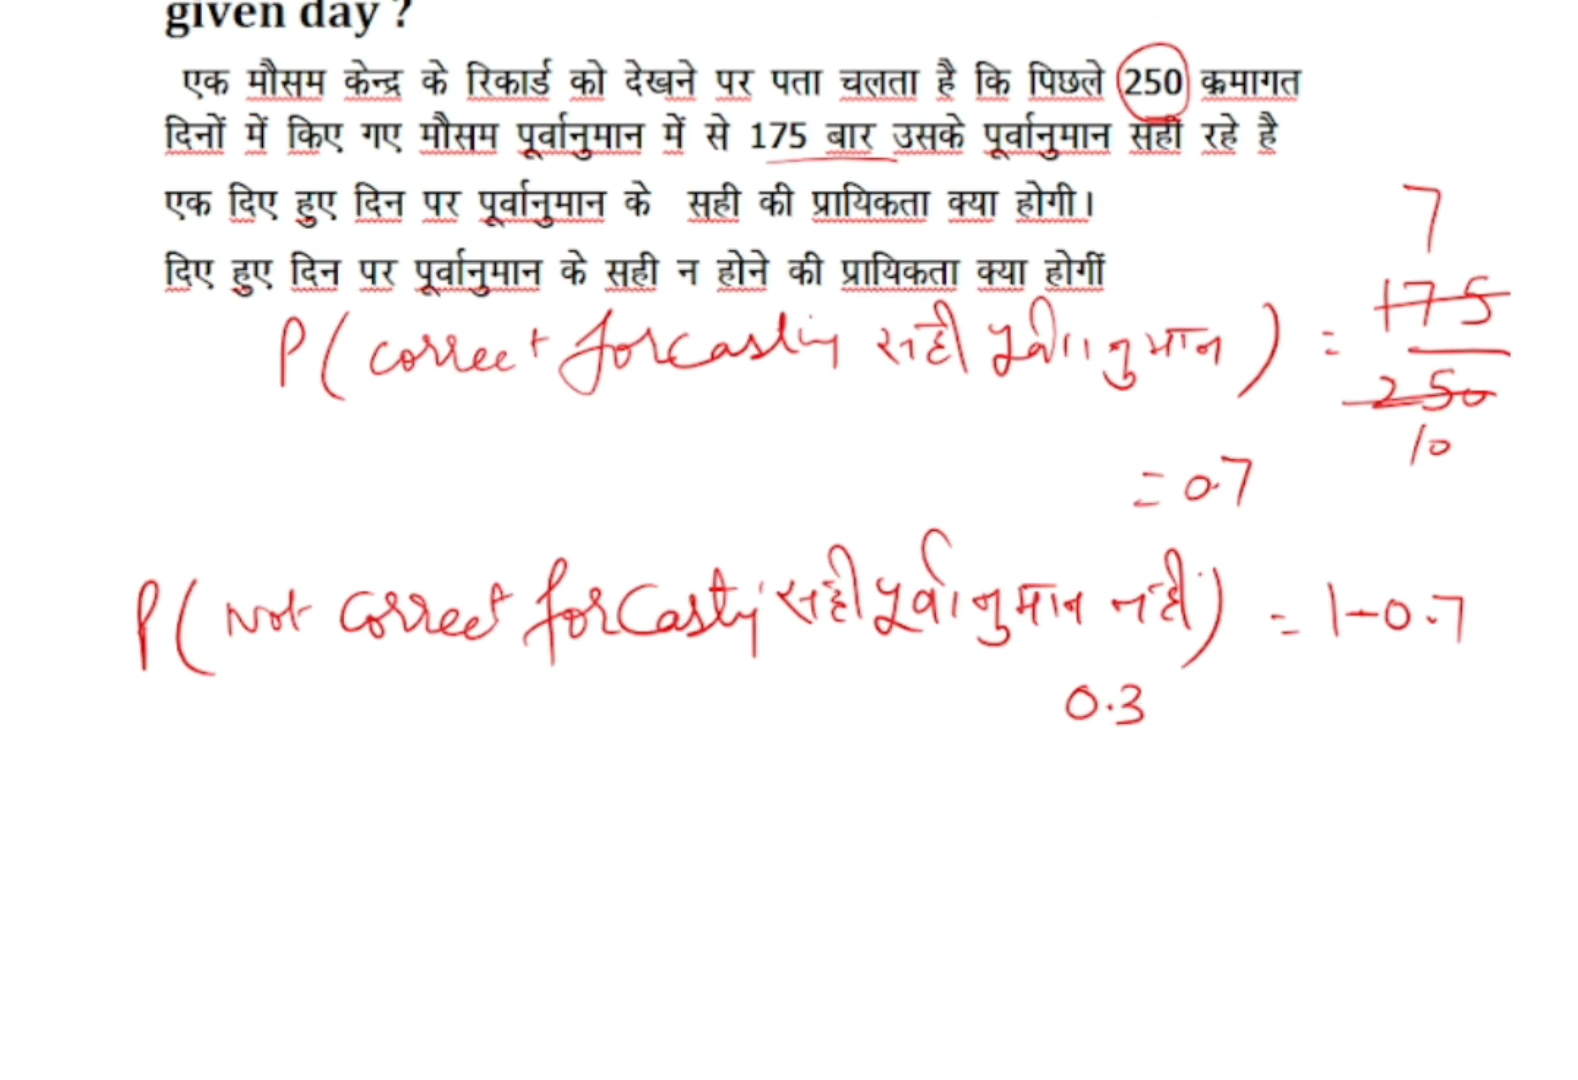 given day ?
एक मौसम केन्द्र के रिकार्ड को देखने पर पता चलता है कि पिछले 250 क्रमागत
दिनों में किए गए मौसम पूर्वानुमान में से 175 बार उसके पूर्वानुमान सही रहे है
एक दिए हुए दिन पर पूर्वानुमान के सही की प्रायिकता क्या होगी।
दिए हुए दिन पर पूर्वानुमान के सही न होने की प्रायिकता क्या होगीं
7
P( correct forcasting सही पूर्वानुमान ) = 175/250
10
= 0.7
P( Not correct forcasting सही पूर्वानुमान नहीं) = 1-0.7
0.3